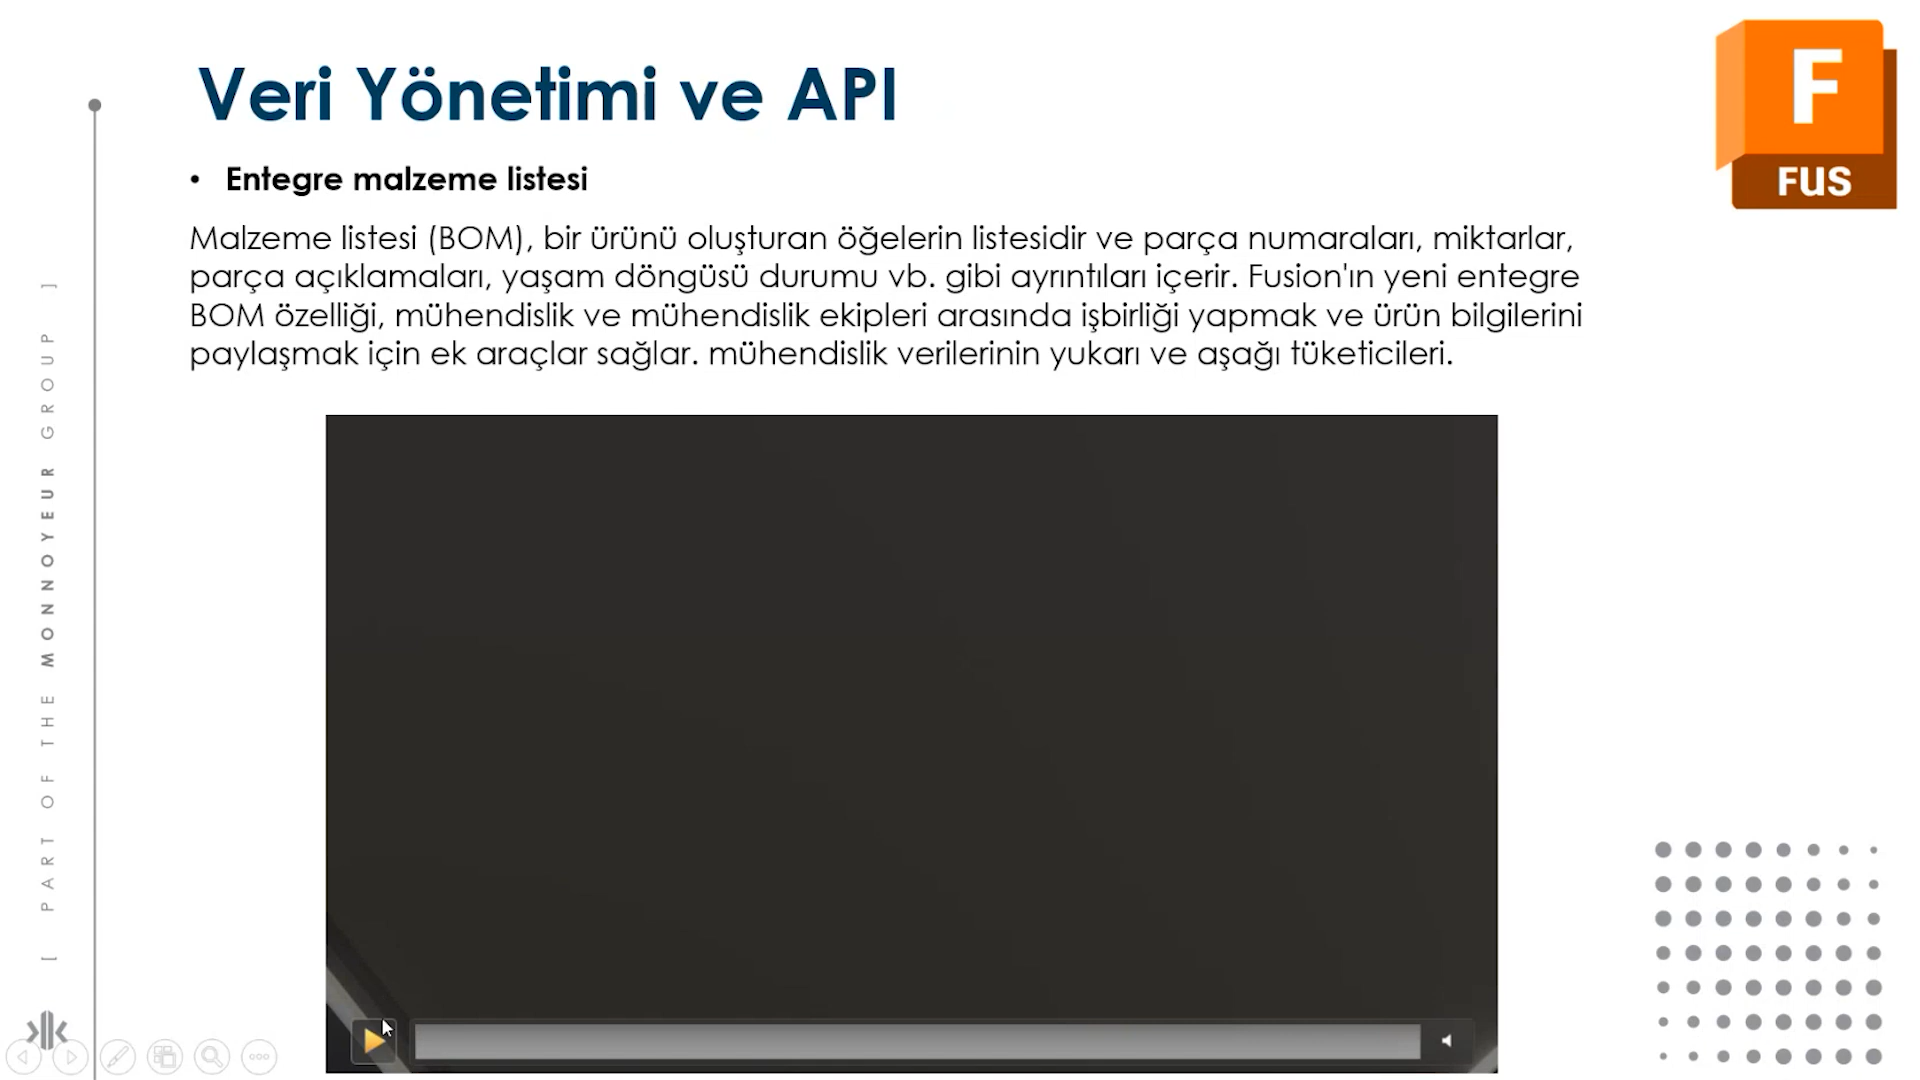 Veri Yönetimi ve API
F
FUS
• Entegre malzeme listesi
Malzeme listesi (BOM), bir ürünü oluşturan öğelerin listesidir ve parça numaraları, miktarlar,
parça açıklamaları, yaşam döngüsü durumu vb. gibi ayrıntıları içerir. Fusion'ın yeni entegre
BOM özelliği, mühendislik ve mühendislik ekipleri arasında işbirliği yapmak ve ürün bilgilerini
paylaşmak için ek araçlar sağlar. mühendislik verilerinin yukarı ve aşağı tüketicileri.
[ PART OF THE MONNOYEUR GROUP ]